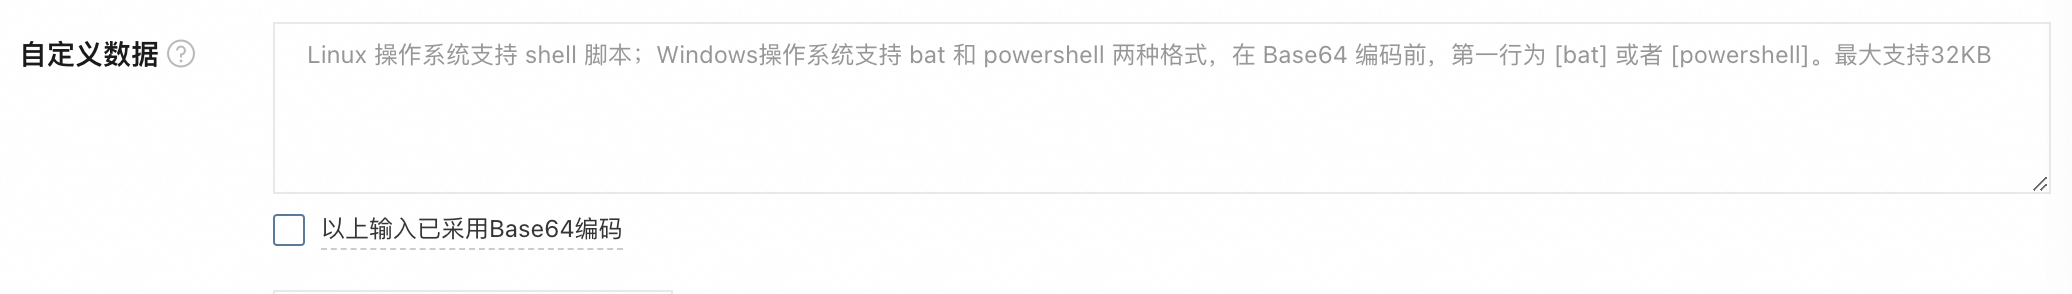 自定义数据
Linux 操作系统支持 shell 脚本；Windows操作系统支持 bat 和 powershell 两种格式，在 Base64 编码前，第一行为 [bat] 或者 [powershell]。最大支持32KB
以上输入已采用Base64编码